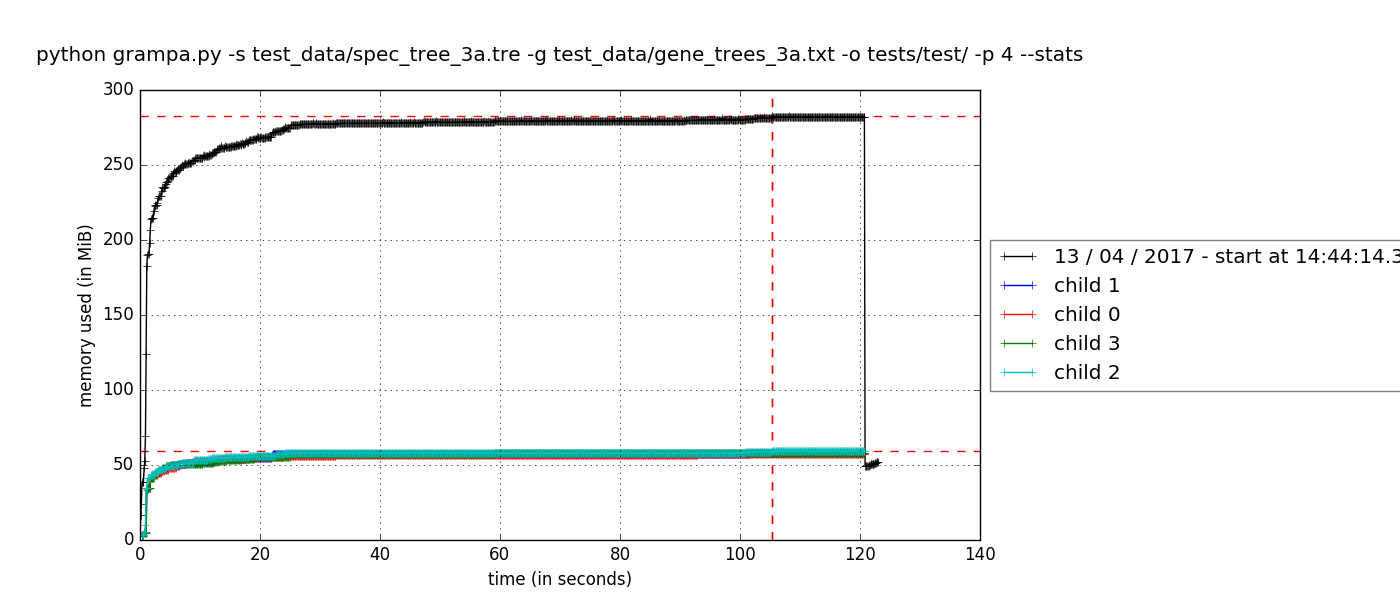 python grampa.py -s test_data/spec_tree_3a.tre -g test_data/gene_trees_3a.txt -o tests/test/ -p 4 --stats
300
250
200
150
100
50
0
memory used (in MiB)
0 20 40 60 80 100 120 140
time (in seconds)
13 / 04 / 2017 - start at 14:44:14.3
child 1
child 0
child 3
child 2